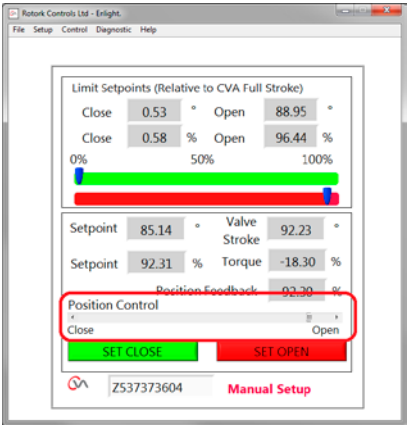 Rotork Controls Ltd - Enlight.
File Setup Control Diagnostic Help
Limit Setpoints (Relative to CVA Full Stroke)
Close 0.53 ° Open 88.95 °
Close 0.58 % Open 96.44 %
0% 50% 100%
Setpoint 85.14 ° Valve Stroke 92.23 °
Setpoint 92.31 % Torque -18.30 %
Position Feedback 92.30 %
Position Control
Close Open
SET CLOSE SET OPEN
CVA Z537373604 Manual Setup